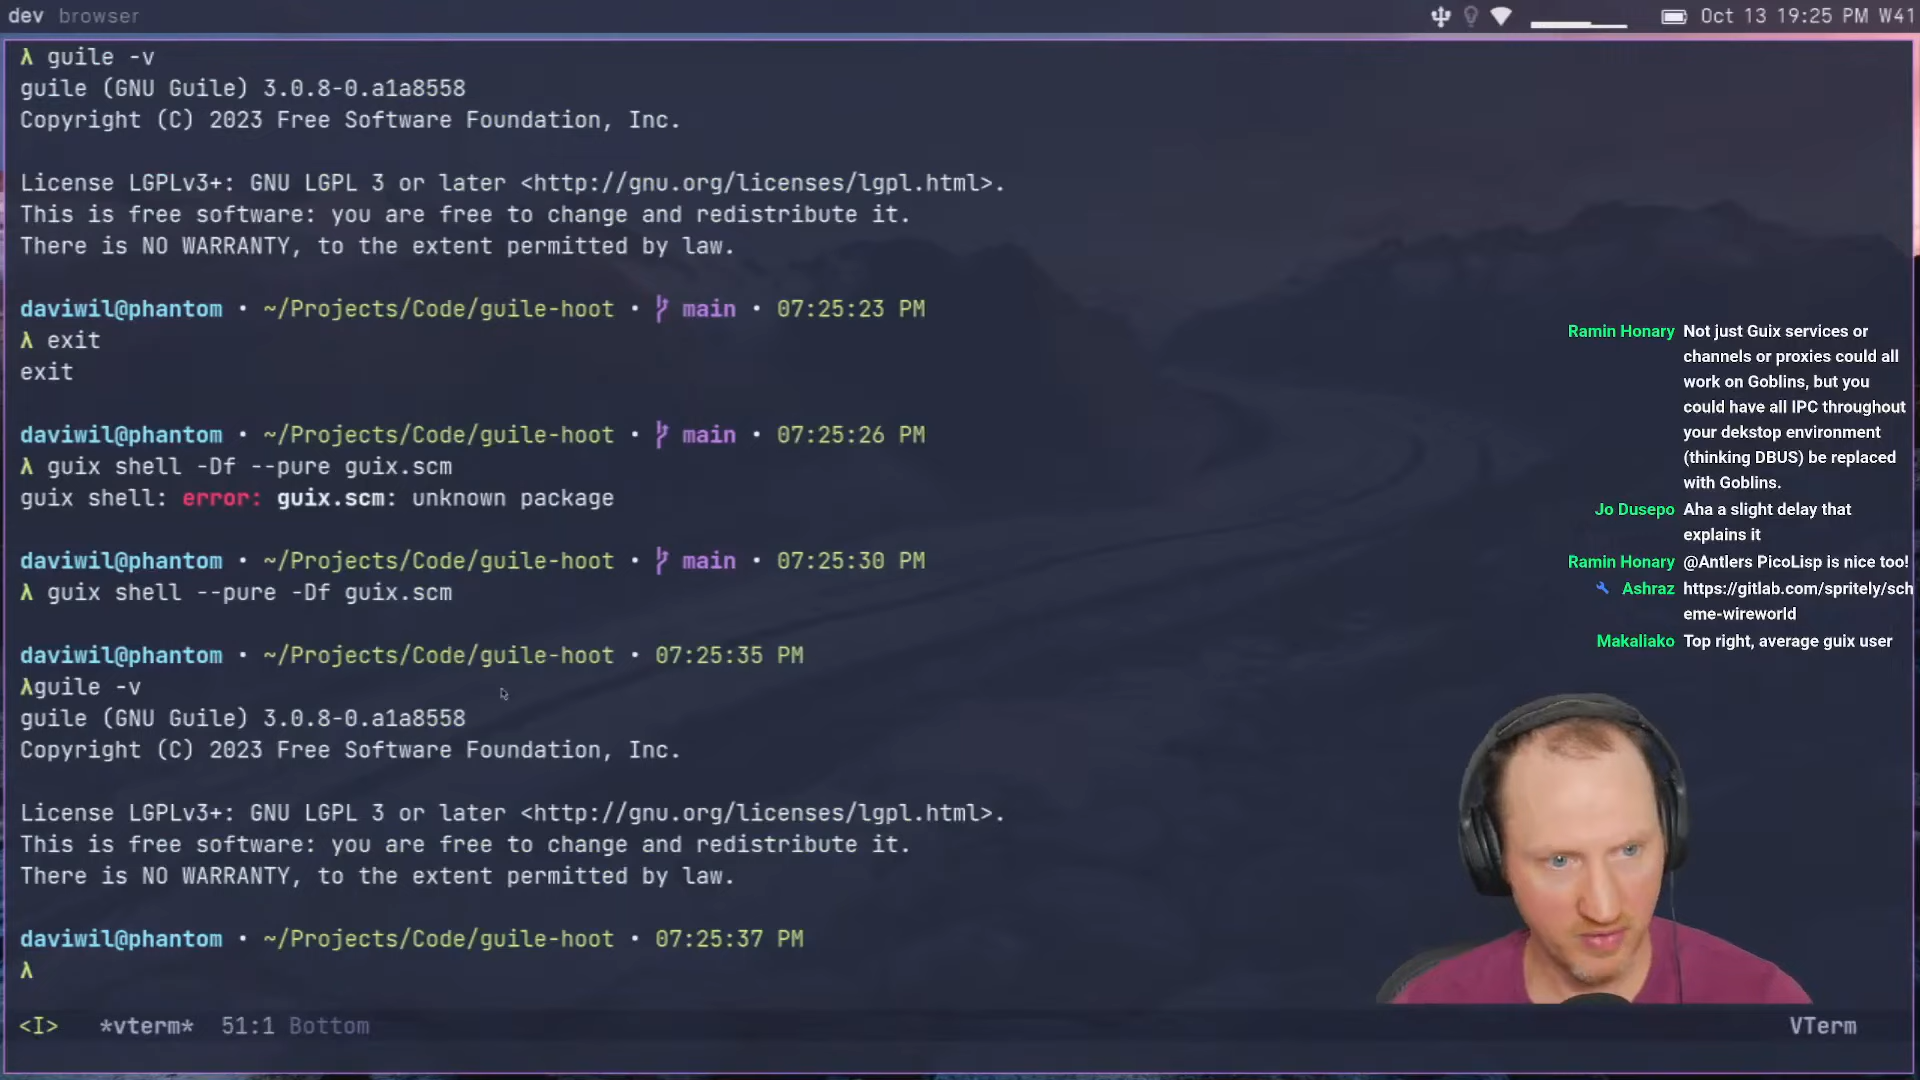 dev browser
Oct 13 19:25 PM W41
λ guile -v
guile (GNU Guile) 3.0.8-0.a1a8558
Copyright (C) 2023 Free Software Foundation, Inc.
License LGPLv3+: GNU LGPL 3 or later <http://gnu.org/licenses/lgpl.html>.
This is free software: you are free to change and redistribute it.
There is NO WARRANTY, to the extent permitted by law.
daviwil@phantom • ~/Projects/Code/guile-hoot • main • 07:25:23 PM
λ exit
exit
daviwil@phantom • ~/Projects/Code/guile-hoot • main • 07:25:26 PM
λ guix shell -Df --pure guix.scm
guix shell: error: guix.scm: unknown package
daviwil@phantom • ~/Projects/Code/guile-hoot • main • 07:25:30 PM
λ guix shell --pure -Df guix.scm
daviwil@phantom • ~/Projects/Code/guile-hoot • 07:25:35 PM
λguile -v
guile (GNU Guile) 3.0.8-0.a1a8558
Copyright (C) 2023 Free Software Foundation, Inc.
License LGPLv3+: GNU LGPL 3 or later <http://gnu.org/licenses/lgpl.html>.
This is free software: you are free to change and redistribute it.
There is NO WARRANTY, to the extent permitted by law.
daviwil@phantom • ~/Projects/Code/guile-hoot • 07:25:37 PM
λ
<I> *vterm* 51:1 Bottom
VTerm
Ramin Honary Not just Guix services or
channels or proxies could all
work on Goblins, but you
could have all IPC throughout
your dekstop environment
(thinking DBUS) be replaced
with Goblins.
Jo Dusepo Aha a slight delay that
explains it
Ramin Honary @Antlers PicoLisp is nice too!
Ashraz https://gitlab.com/spritely/sch
eme-wireworld
Makaliako Top right, average guix user